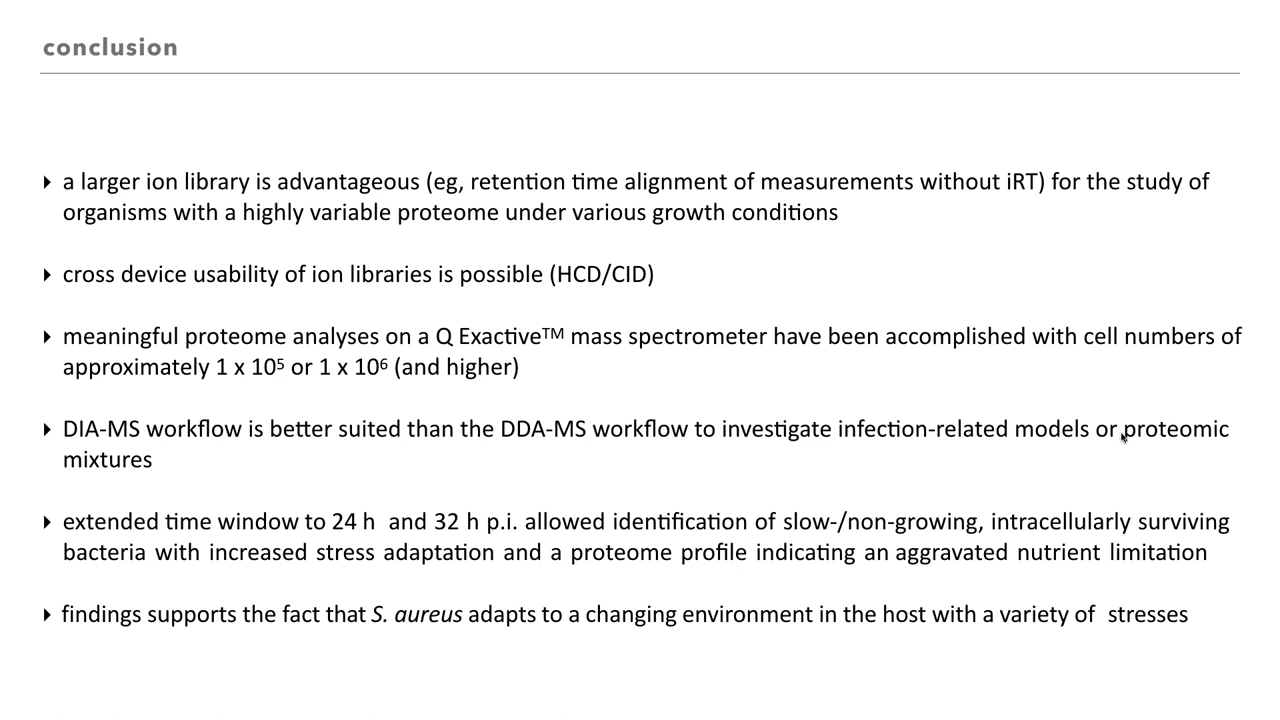 conclusion
a larger ion library is advantageous (eg, retention time alignment of measurements without iRT) for the study of
organisms with a highly variable proteome under various growth conditions
cross device usability of ion libraries is possible (HCD/CID)
meaningful proteome analyses on a Q Exactive™ mass spectrometer have been accomplished with cell numbers of
approximately 1 x 10⁵ or 1 x 10⁶ (and higher)
DIA-MS workflow is better suited than the DDA-MS workflow to investigate infection-related models or proteomic
mixtures
extended time window to 24 h and 32 h p.i. allowed identification of slow-/non-growing, intracellularly surviving
bacteria with increased stress adaptation and a proteome profile indicating an aggravated nutrient limitation
findings supports the fact that S. aureus adapts to a changing environment in the host with a variety of stresses